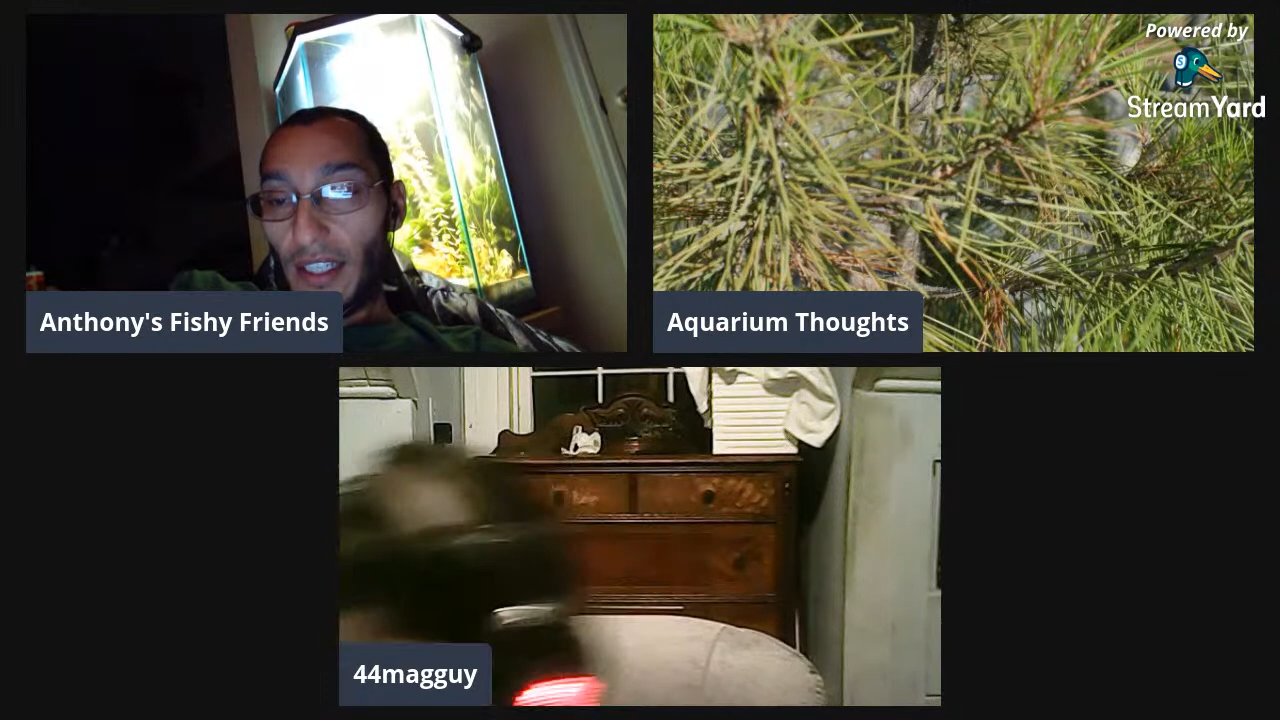 Powered by
StreamYard
Anthony's Fishy Friends
Aquarium Thoughts
44magguy